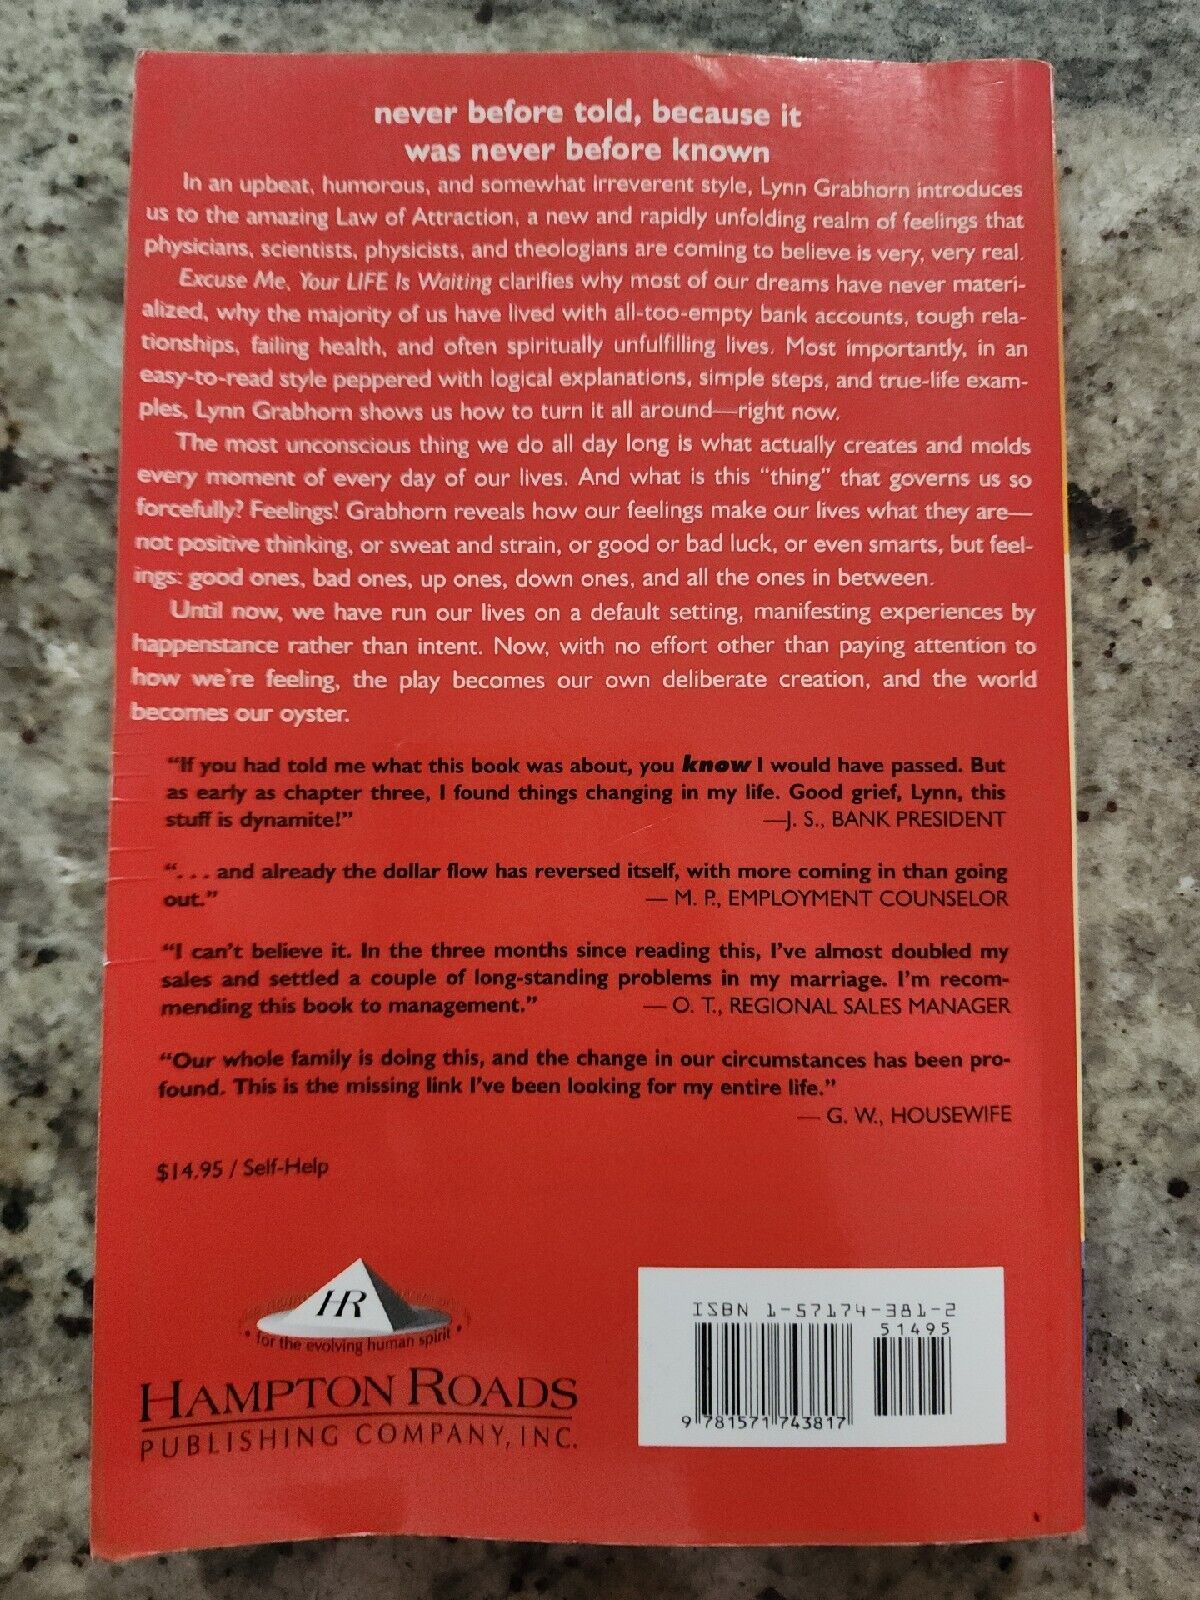 never before told, because it
was never before known
In an upbeat, humorous, and somewhat irreverent style, Lynn Grabhorn introduces
us to the amazing Law of Attraction, a new and rapidly unfolding realm of feelings that
physicians, scientists, physicists, and theologians are coming to believe is very, very real.
Excuse Me, Your LIFE Is Waiting clarifies why most of our dreams have never materi-
alized, why the majority of us have lived with all-too-empty bank accounts, tough rela-
tionships, failing health, and often spiritually unfulfilling lives. Most importantly, in an
easy-to-read style peppered with logical explanations, simple steps, and true-life exam-
ples, Lynn Grabhorn shows us how to turn it all around—right now.
The most unconscious thing we do all day long is what actually creates and molds
every moment of every day of our lives. And what is this "thing" that governs us so
forcefully? Feelings! Grabhorn reveals how our feelings make our lives what they are—
not positive thinking, or sweat and strain, or good or bad luck, or even smarts, but feel-
ings: good ones, bad ones, up ones, down ones, and all the ones in between.
Until now, we have run our lives on a default setting, manifesting experiences by
happenstance rather than intent. Now, with no effort other than paying attention to
how we're feeling, the play becomes our own deliberate creation, and the world
becomes our oyster.
"If you had told me what this book was about, you know I would have passed. But
as early as chapter three, I found things changing in my life. Good grief, Lynn, this
stuff is dynamite!" —J. S., BANK PRESIDENT
". . . and already the dollar flow has reversed itself, with more coming in than going
out." — M. P., EMPLOYMENT COUNSELOR
"I can't believe it. In the three months since reading this, I've almost doubled my
sales and settled a couple of long-standing problems in my marriage. I'm recom-
mending this book to management." — O. T., REGIONAL SALES MANAGER
"Our whole family is doing this, and the change in our circumstances has been pro-
found. This is the missing link I've been looking for my entire life."
— G. W., HOUSEWIFE
$14.95 / Self-Help
HR
• for the evolving human spirit •
HAMPTON ROADS
PUBLISHING COMPANY, INC.
ISBN 1-57174-381-2
51495
9 781571 743817